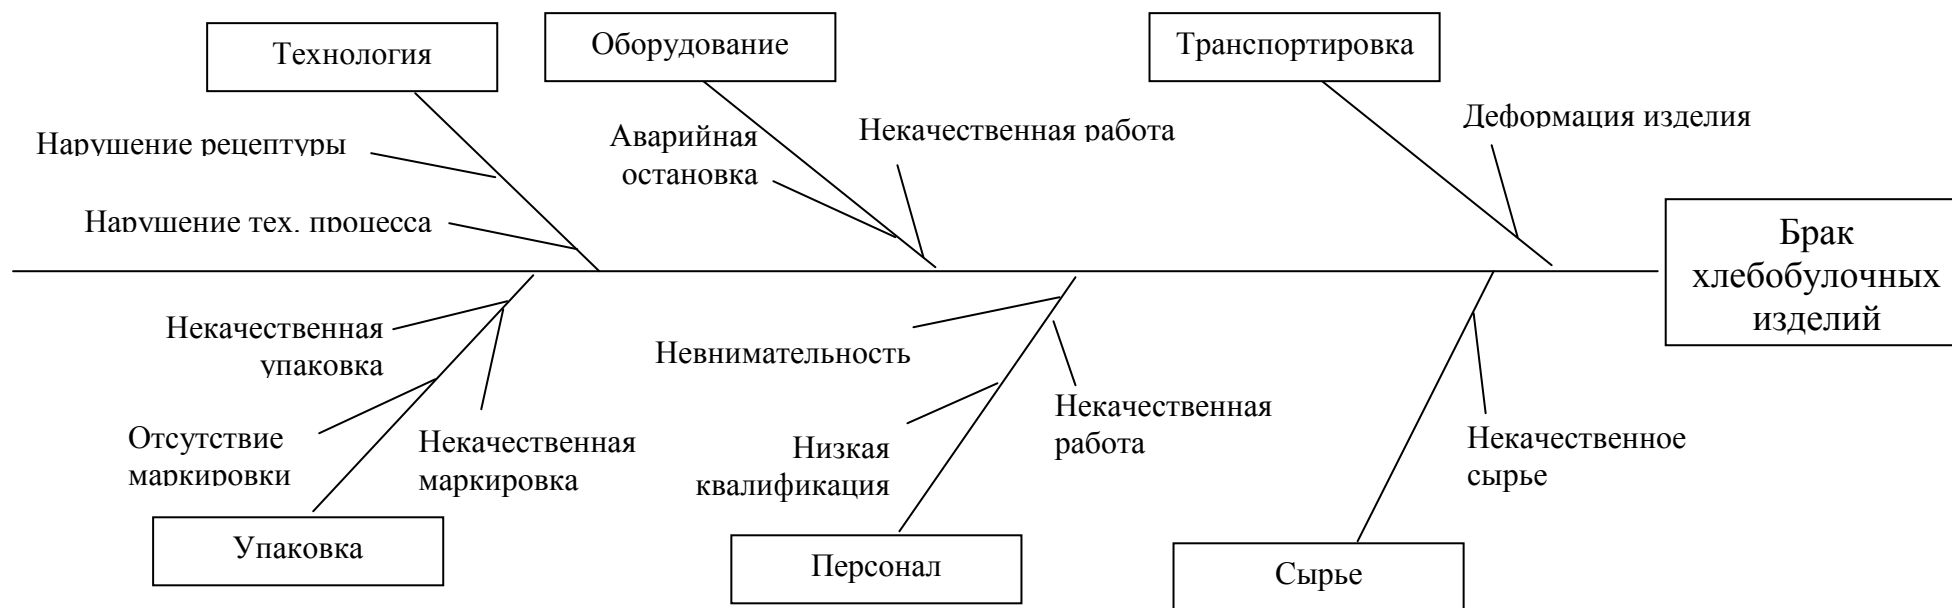 Технология
Оборудование
Транспортировка
Нарушение рецептуры
Аварийная
остановка
Некачественная работа
Деформация изделия
Нарушение тех. процесса
Брак
хлебобулочных
изделий
Некачественная
упаковка
Невнимательность
Некачественная
работа
Отсутствие
маркировки
Некачественная
маркировка
Низкая
квалификация
Некачественное
сырье
Упаковка
Персонал
Сырье